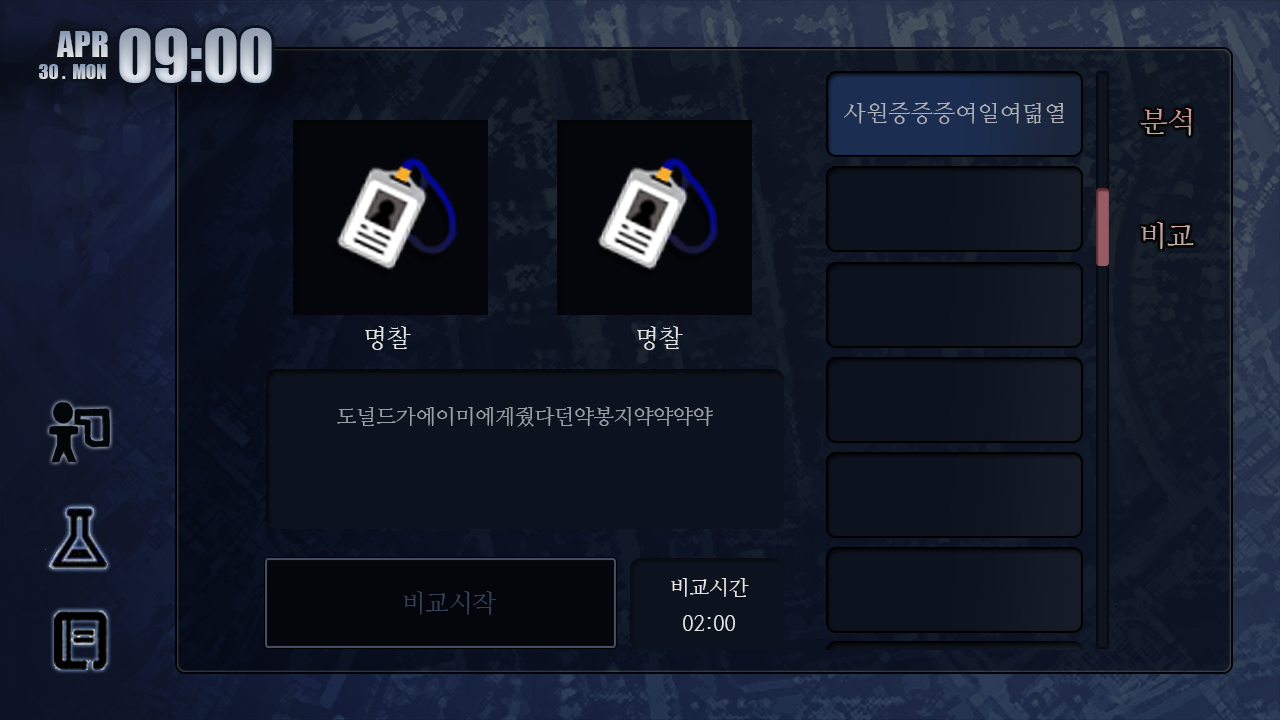 APR
30. MON
09:00
사원증증증여일여덟열
분석
비교
명찰
명찰
도널드가에이미에게줬다던약봉지약약약약
비교시작
비교시간
02:00